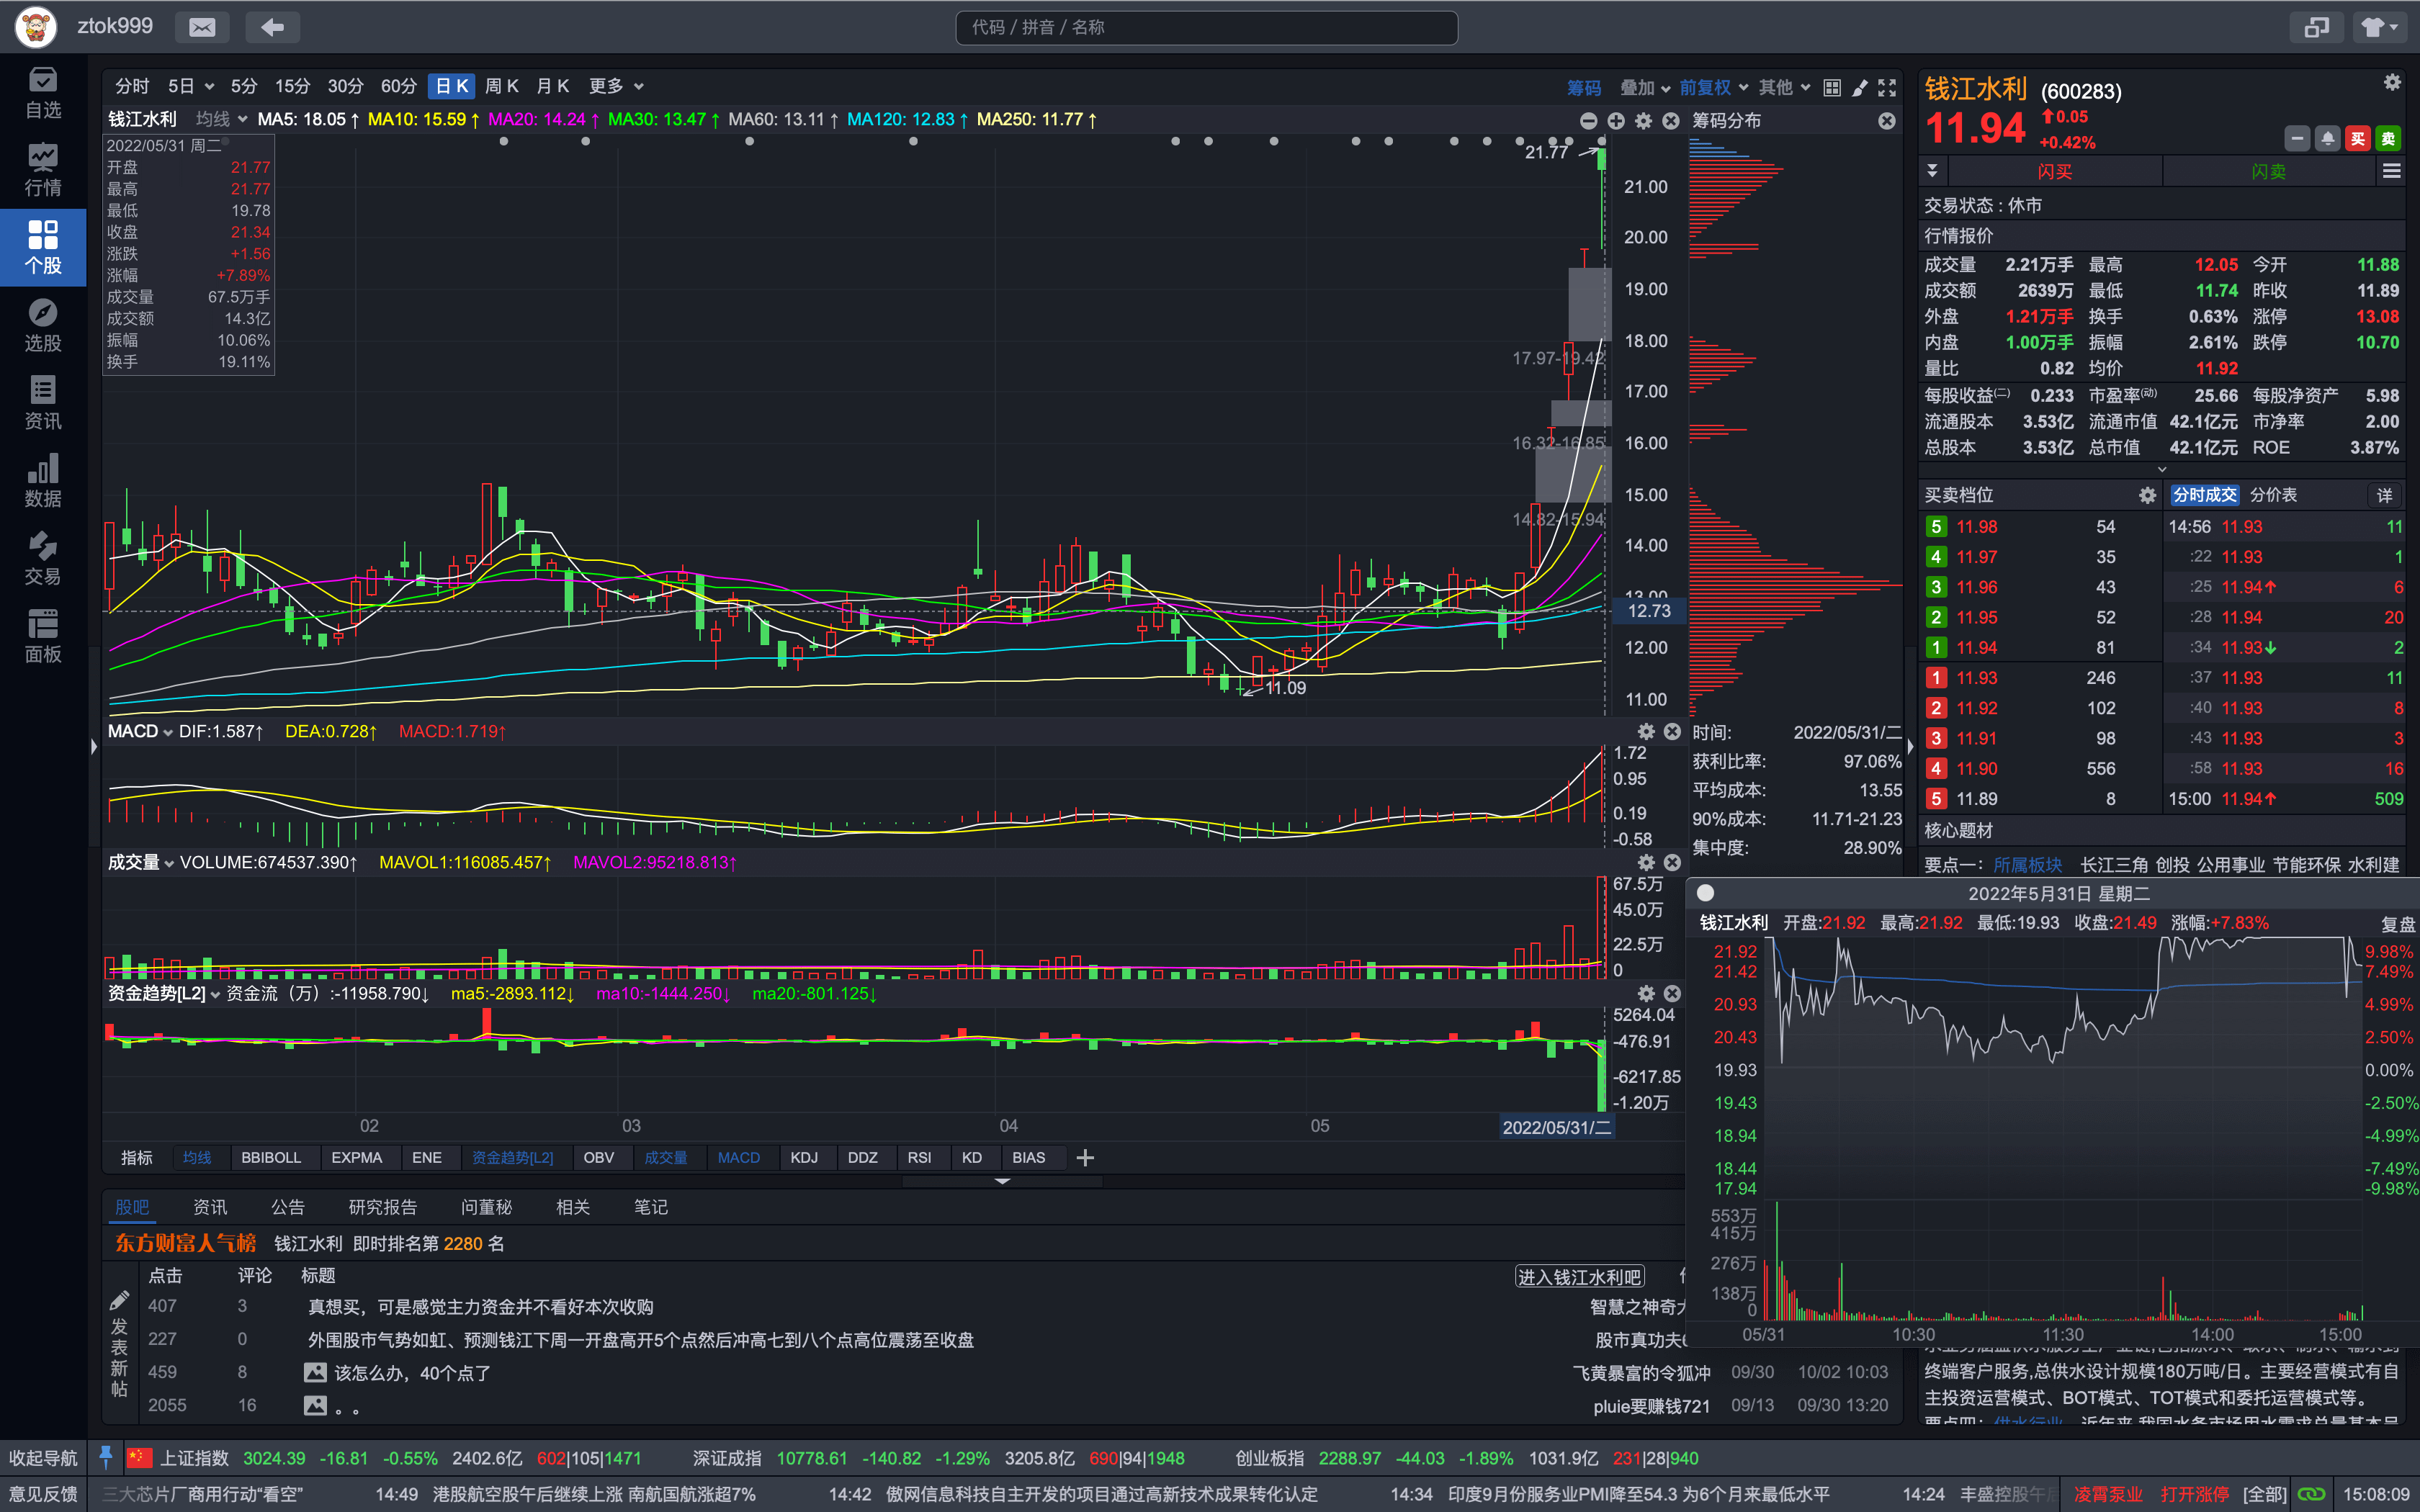 ztok999
代码 / 拼音 / 名称
自选
行情
个股
选股
资讯
数据
交易
面板
分时 5日 5分 15分 30分 60分 日K 周K 月K 更多 筹码 叠加 前复权 其他
钱江水利 均线 MA5: 18.05↑ MA10: 15.59↑ MA20: 14.24↑ MA30: 13.47↑ MA60: 13.11↑ MA120: 12.83↑ MA250: 11.77↑
2022/05/31 周二
开盘 21.77
最高 21.77
最低 19.78
收盘 21.34
涨跌 +1.56
涨幅 +7.89%
成交量 67.5万手
成交额 14.3亿
振幅 10.06%
换手 19.11%
21.77
17.97-19.42
16.32-16.85
14.82-15.94
11.09
21.00
20.00
19.00
18.00
17.00
16.00
15.00
14.00
13.00
12.73
12.00
11.00
筹码分布
时间: 2022/05/31/二
获利比率: 97.06%
平均成本: 13.55
90%成本: 11.71-21.23
集中度: 28.90%
MACD DIF:1.587↑ DEA:0.728↑ MACD:1.719↑
1.72
0.95
0.19
-0.58
成交量 VOLUME:674537.390↑ MAVOL1:116085.457↑ MAVOL2:95218.813↑
67.5万
45.0万
22.5万
0
资金趋势[L2] 资金流（万）:-11958.790↓ ma5:-2893.112↓ ma10:-1444.250↓ ma20:-801.125↓
5264.04
-476.91
-6217.85
-1.20万
02 03 04 05 2022/05/31/二
指标 均线 BBIBOLL EXPMA ENE 资金趋势[L2] OBV 成交量 MACD KDJ DDZ RSI KD BIAS
股吧 资讯 公告 研究报告 问董秘 相关 笔记
东方财富人气榜 钱江水利 即时排名第 2280 名
发表新帖
点击 评论 标题 进入钱江水利吧
407 3 真想买，可是感觉主力资金并不看好本次收购 智慧之神奇
227 0 外围股市气势如虹、预测钱江下周一开盘高开5个点然后冲高七到八个点高位震荡至收盘 股市真功夫
459 8 该怎么办，40个点了 飞黄暴富的令狐冲 09/30 10/02 10:03
2055 16 。。 pluie要赚钱721 09/13 09/30 13:20
钱江水利 (600283)
11.94 0.05
+0.42%
买 卖
闪买 闪卖
交易状态 : 休市
行情报价
成交量 2.21万手 最高 12.05 今开 11.88
成交额 2639万 最低 11.74 昨收 11.89
外盘 1.21万手 换手 0.63% 涨停 13.08
内盘 1.00万手 振幅 2.61% 跌停 10.70
量比 0.82 均价 11.92
每股收益(二) 0.233 市盈率(动) 25.66 每股净资产 5.98
流通股本 3.53亿 流通市值 42.1亿元 市净率 2.00
总股本 3.53亿 总市值 42.1亿元 ROE 3.87%
买卖档位 分时成交 分价表 详
5 11.98 54 14:56 11.93 11
4 11.97 35 :22 11.93 1
3 11.96 43 :25 11.94↑ 6
2 11.95 52 :28 11.94 20
1 11.94 81 :34 11.93↓ 2
1 11.93 246 :37 11.93 11
2 11.92 102 :40 11.93 8
3 11.91 98 :43 11.93 3
4 11.90 556 :58 11.93 16
5 11.89 8 15:00 11.94↑ 509
核心题材
要点一: 所属板块 长江三角 创投 公用事业 节能环保 水利建
2022年5月31日 星期二
钱江水利 开盘:21.92 最高:21.92 最低:19.93 收盘:21.49 涨幅:+7.83% 复盘
21.92 9.98%
21.42 7.49%
20.93 4.99%
20.43 2.50%
19.93 0.00%
19.43 -2.50%
18.94 -4.99%
18.44 -7.49%
17.94 -9.98%
553万
415万
276万
138万
0
05/31 10:30 11:30 14:00 15:00
终端客户服务,总供水设计规模180万吨/日。主要经营模式有自
主投资运营模式、BOT模式、TOT模式和委托运营模式等。
收起导航 上证指数 3024.39 -16.81 -0.55% 2402.6亿 602|105|1471 深证成指 10778.61 -140.82 -1.29% 3205.8亿 690|94|1948 创业板指 2288.97 -44.03 -1.89% 1031.9亿 231|28|940
意见反馈 三大芯片厂商用行动“看空” 14:49 港股航空股午后继续上涨 南航国航涨超7% 14:42 傲网信息科技自主开发的项目通过高新技术成果转化认定 14:34 印度9月份服务业PMI降至54.3 为6个月来最低水平 14:24 丰盛控股午后 凌霄泵业 打开涨停 [全部] 15:08:09